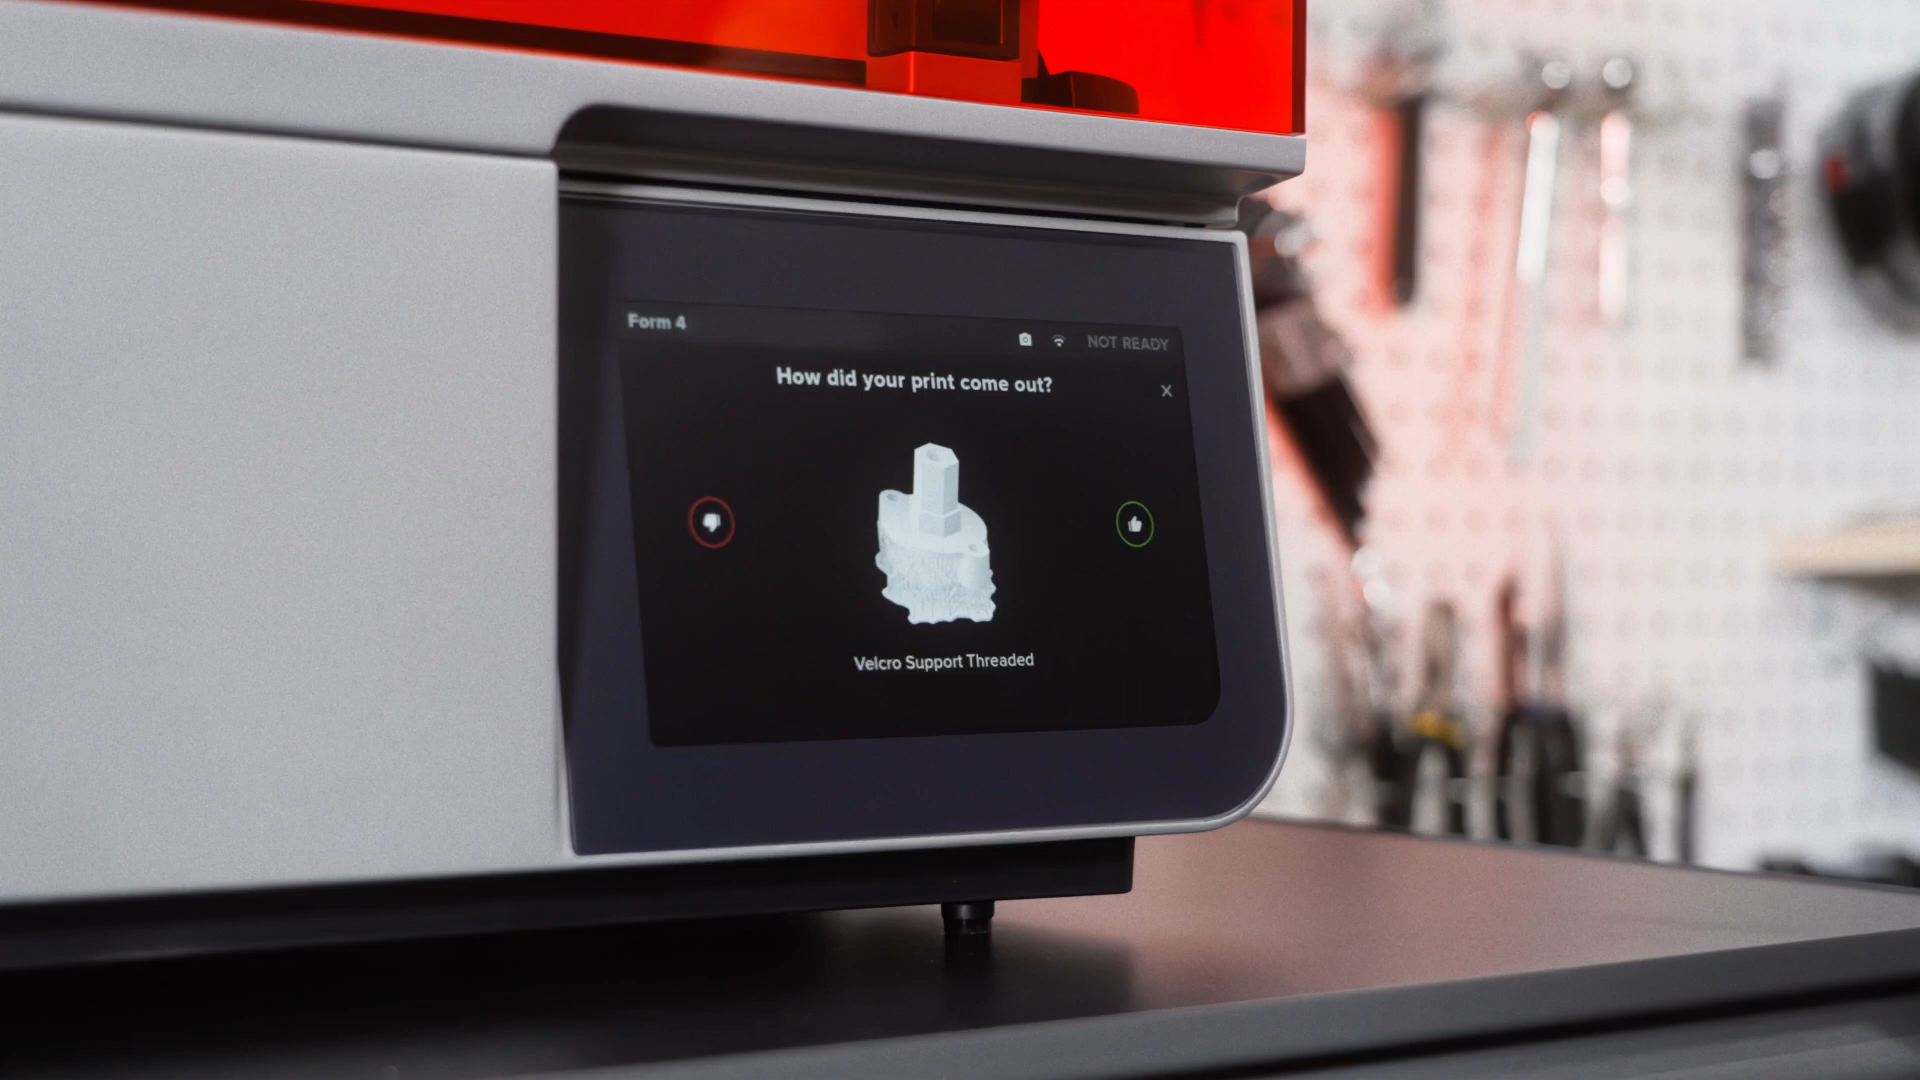 Form 4
NOT READY
How did your print come out?
Velcro Support Threaded